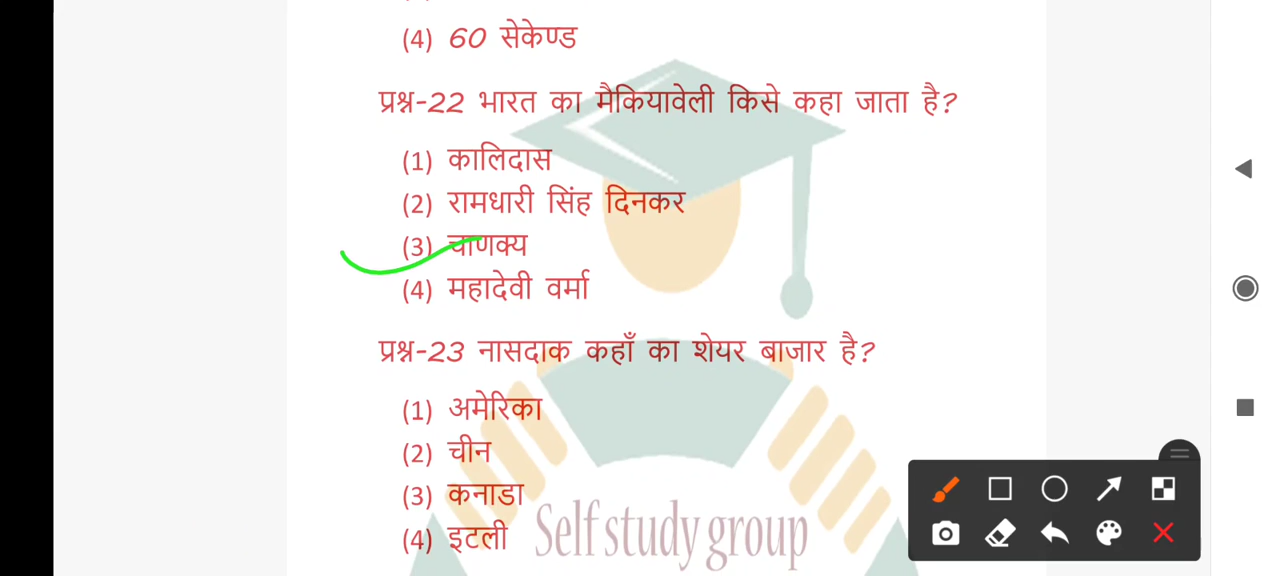 (4) 60 सेकेण्ड
प्रश्न-22 भारत का मैकियावेली किसे कहा जाता है?
(1) कालिदास
(2) रामधारी सिंह दिनकर
(3) चाणक्य
(4) महादेवी वर्मा
प्रश्न-23 नासदाक कहाँ का शेयर बाजार है?
(1) अमेरिका
(2) चीन
(3) कनाडा
(4) इटली
Self study group